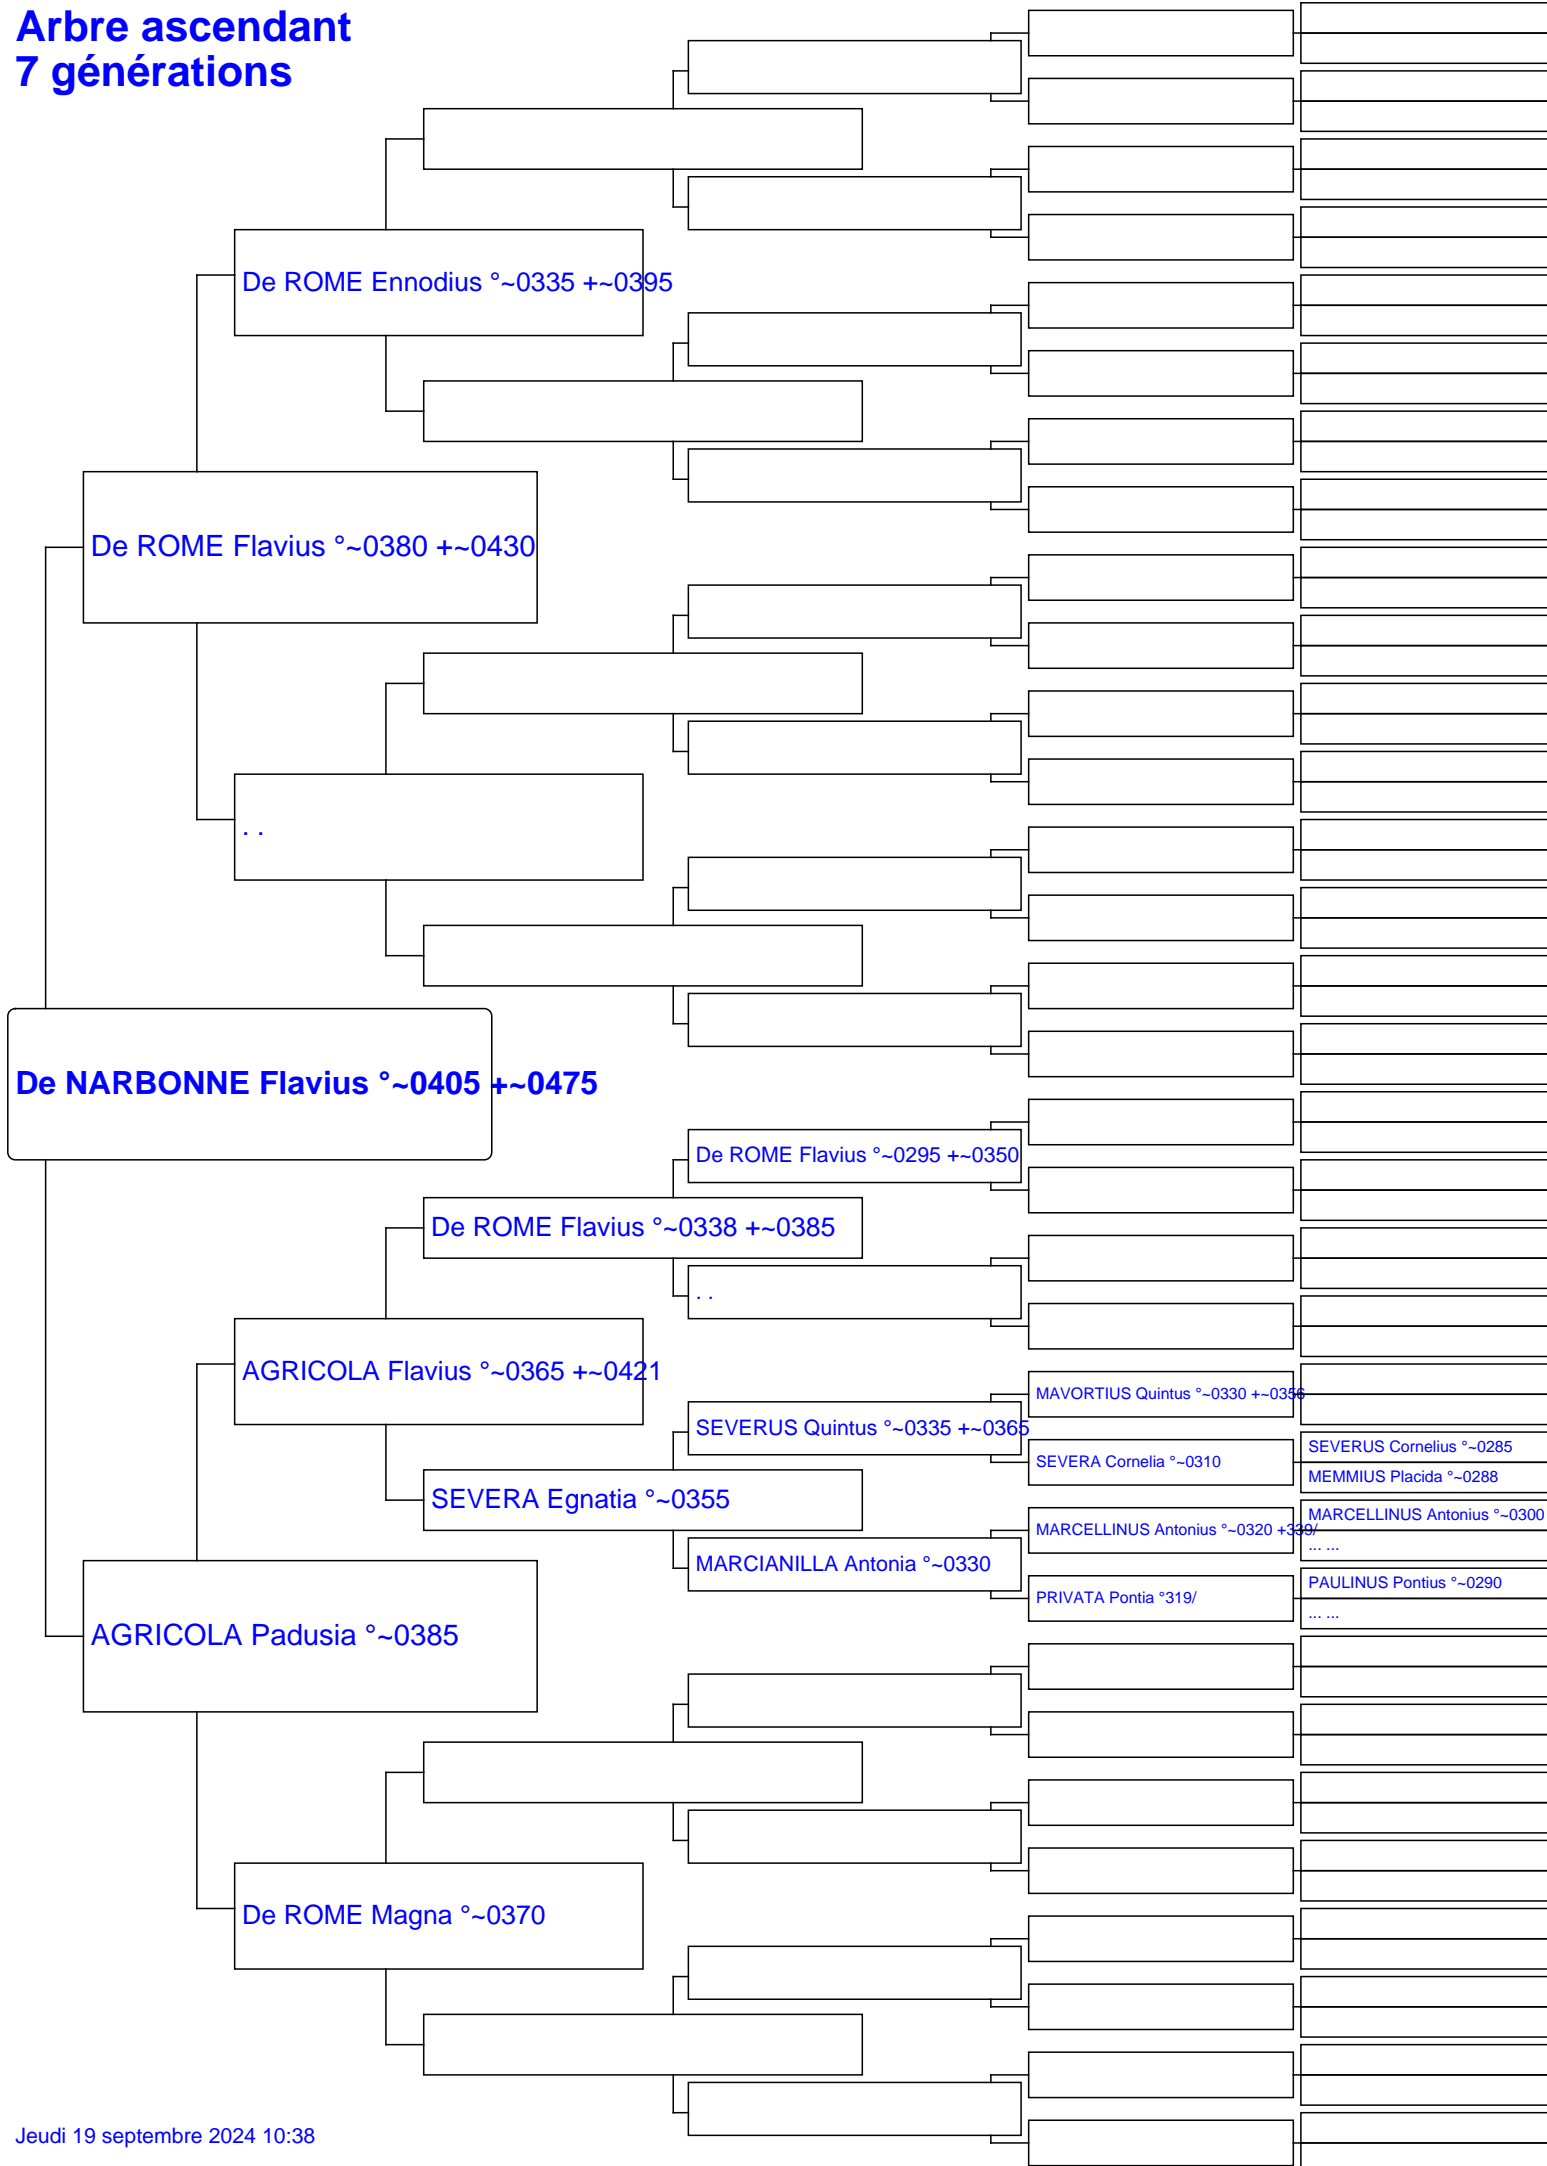 Arbre ascendant
7 générations
De ROME Ennodius °~0335 +~0395
De ROME Flavius °~0380 +~0430
. .
De NARBONNE Flavius °~0405 +~0475
De ROME Flavius °~0295 +~0350
De ROME Flavius °~0338 +~0385
. .
AGRICOLA Flavius °~0365 +~0421
MAVORTIUS Quintus °~0330 +~0356
SEVERUS Quintus °~0335 +~0365
SEVERUS Cornelius °~0285
SEVERA Cornelia °~0310
MEMMIUS Placida °~0288
SEVERA Egnatia °~0355
MARCELLINUS Antonius °~0300
MARCELLINUS Antonius °~0320 +339/
... ...
MARCIANILLA Antonia °~0330
PAULINUS Pontius °~0290
PRIVATA Pontia °319/
... ...
AGRICOLA Padusia °~0385
De ROME Magna °~0370
Jeudi 19 septembre 2024 10:38